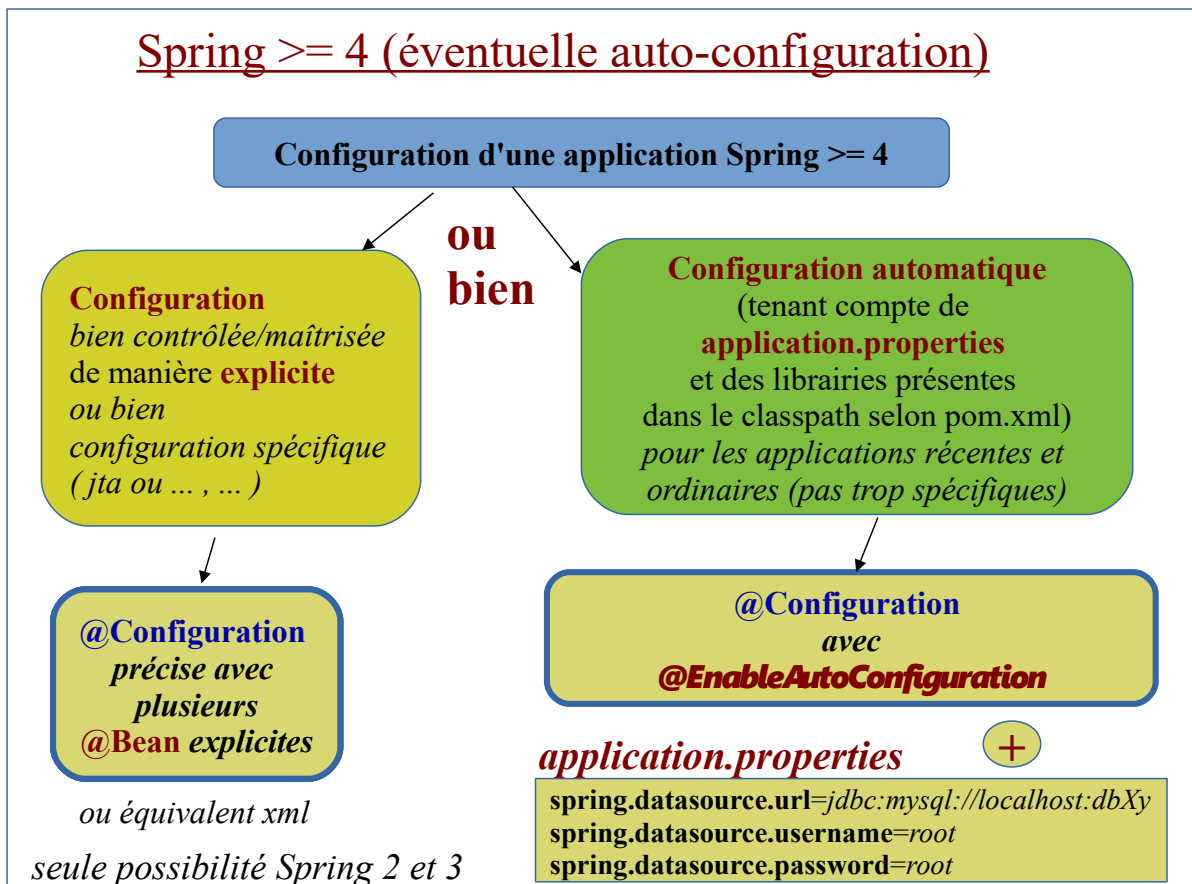 Spring >= 4 (éventuelle auto-configuration)
Configuration d'une application Spring >= 4
ou
bien
Configuration
bien contrôlée/maîtrisée
de manière explicite
ou bien
configuration spécifique
( jta ou ... , ... )
Configuration automatique
(tenant compte de
application.properties
et des librairies présentes
dans le classpath selon pom.xml)
pour les applications récentes et
ordinaires (pas trop spécifiques)
@Configuration
précise avec
plusieurs
@Bean explicites
ou équivalent xml
seule possibilité Spring 2 et 3
@Configuration
avec
@EnableAutoConfiguration
+
application.properties
spring.datasource.url=jdbc:mysql://localhost:dbXy
spring.datasource.username=root
spring.datasource.password=root